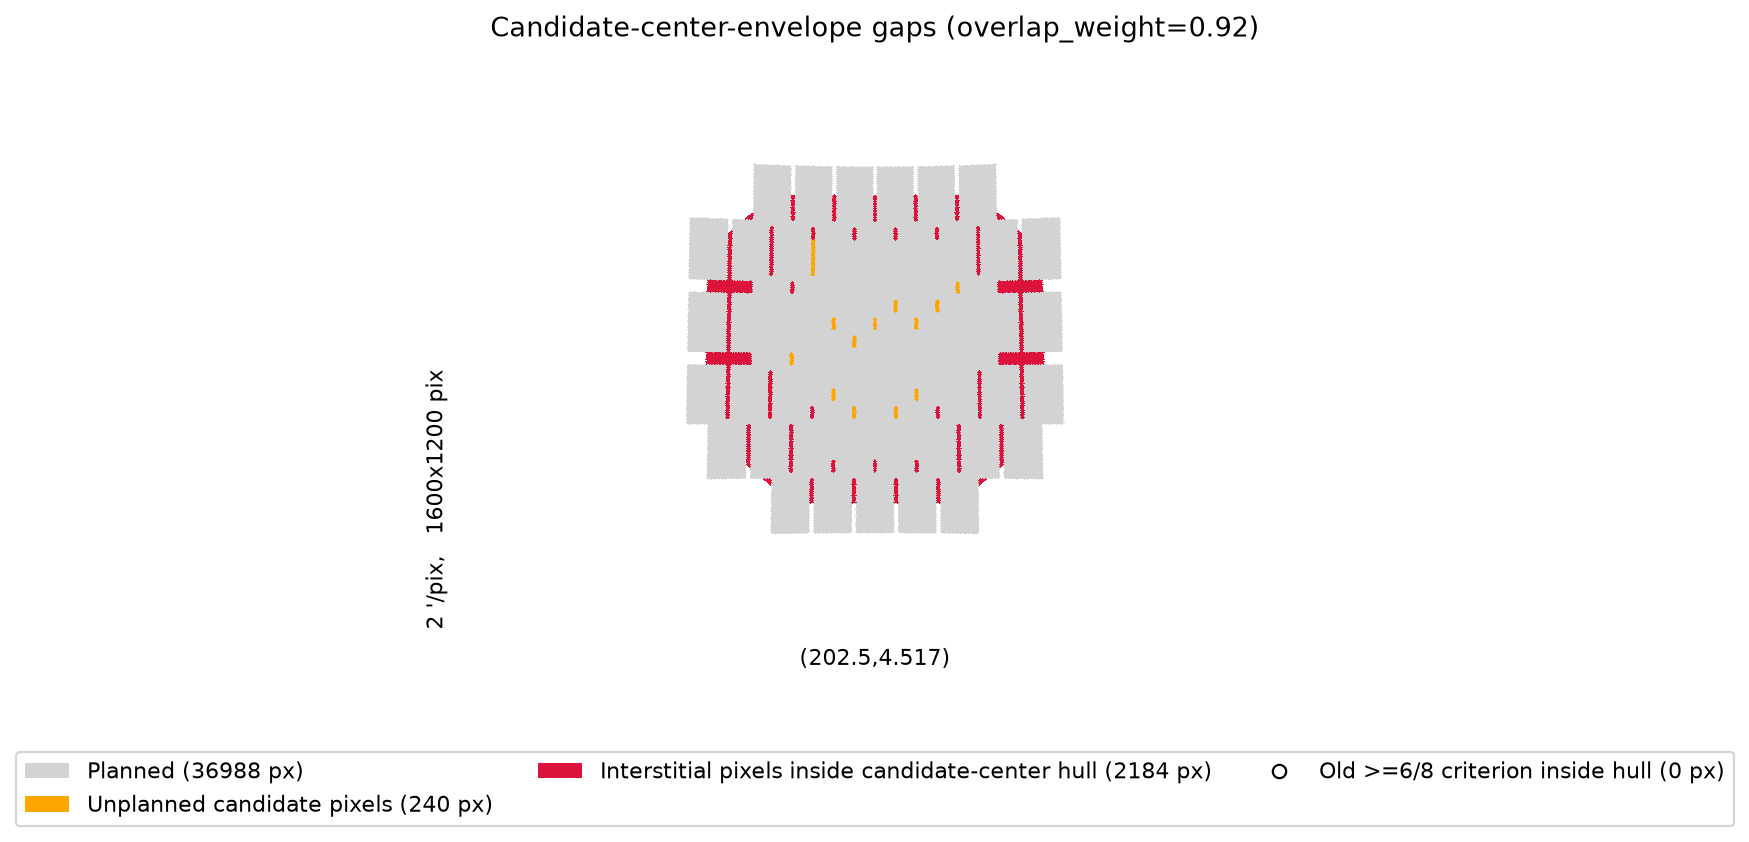 Candidate-center-envelope gaps (overlap_weight=0.92)
2 '/pix,   1600x1200 pix
(202.5,4.517)
Planned (36988 px)
Unplanned candidate pixels (240 px)
Interstitial pixels inside candidate-center hull (2184 px)
Old >=6/8 criterion inside hull (0 px)